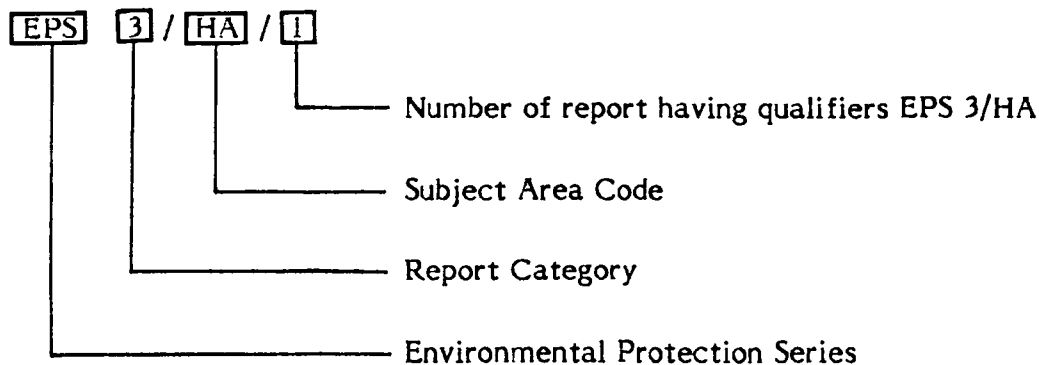 EPS 3 / HA / 1
Number of report having qualifiers EPS 3/HA
Subject Area Code
Report Category
Environmental Protection Series